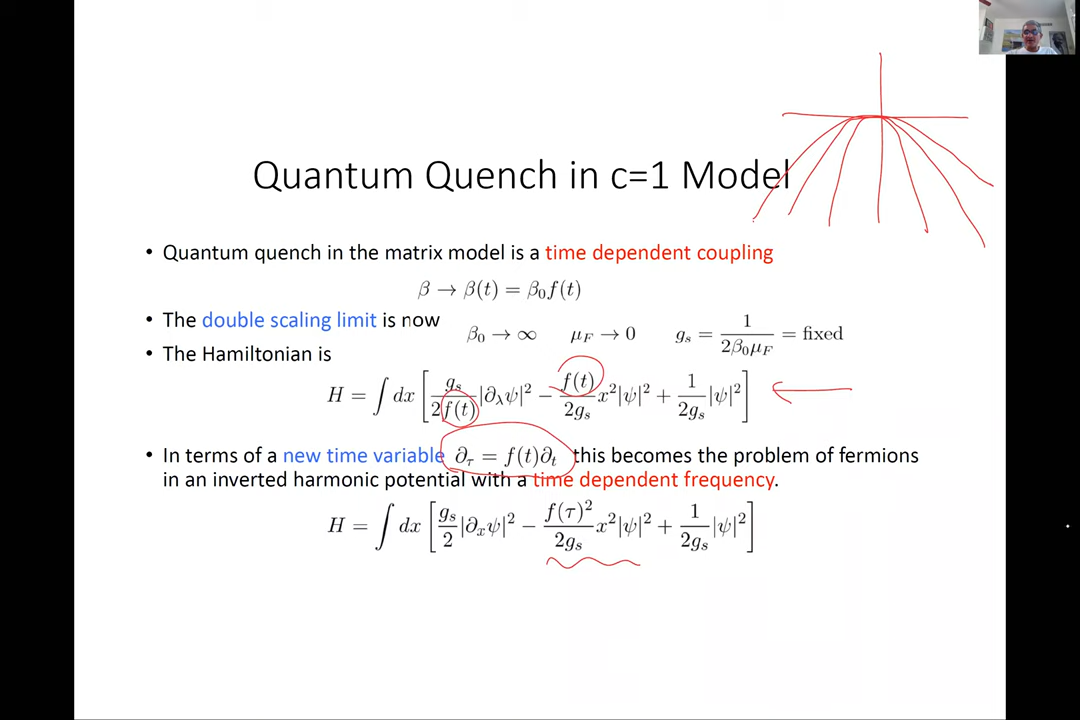 Quantum Quench in c=1 Model
• Quantum quench in the matrix model is a time dependent coupling
β → β(t) = β₀f(t)
• The double scaling limit is now β₀ → ∞ μ_F → 0 g_s = 1/(2β₀μ_F) = fixed
• The Hamiltonian is
H = ∫ dx [ g_s/(2f(t)) |∂_λψ|² − f(t)/(2g_s) x²|ψ|² + 1/(2g_s) |ψ|² ]
• In terms of a new time variable ∂_τ = f(t)∂_t this becomes the problem of fermions
in an inverted harmonic potential with a time dependent frequency.
H = ∫ dx [ g_s/2 |∂_xψ|² − f(τ)²/(2g_s) x²|ψ|² + 1/(2g_s) |ψ|² ]